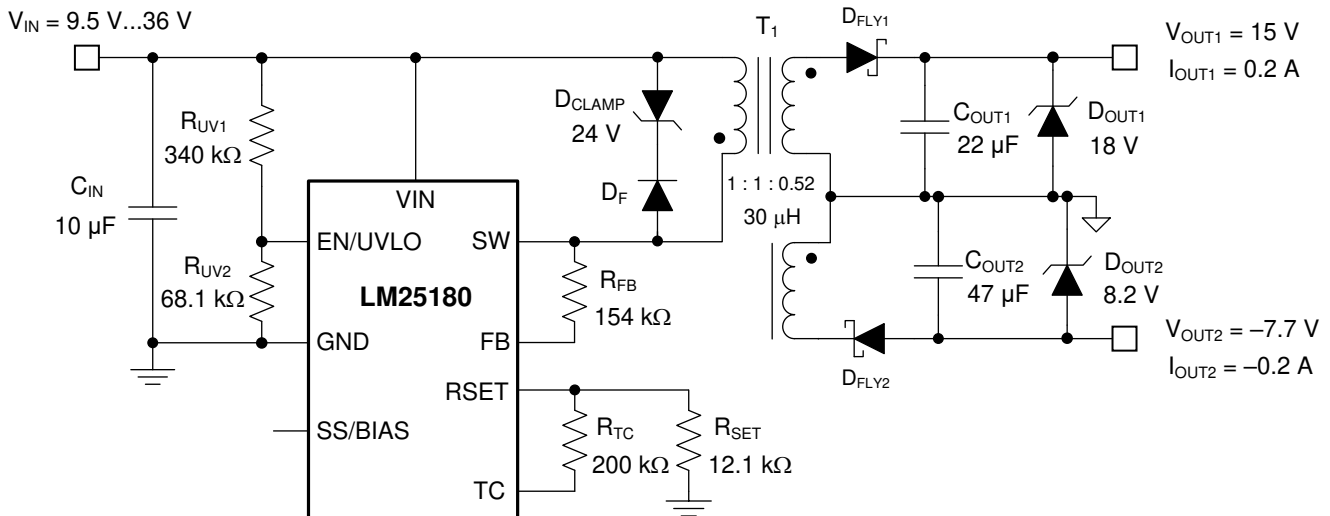 V_IN = 9.5 V...36 V
T₁
D_FLY1
V_OUT1 = 15 V
I_OUT1 = 0.2 A
D_CLAMP
24 V
R_UV1
340 kΩ
C_OUT1
22 µF
D_OUT1
18 V
C_IN
10 µF
VIN
D_F
1 : 1 : 0.52
30 μH
EN/UVLO
SW
R_UV2
68.1 kΩ
LM25180
R_FB
154 kΩ
C_OUT2
47 µF
D_OUT2
8.2 V
GND
FB
V_OUT2 = –7.7 V
I_OUT2 = –0.2 A
D_FLY2
RSET
SS/BIAS
R_TC
200 kΩ
R_SET
12.1 kΩ
TC